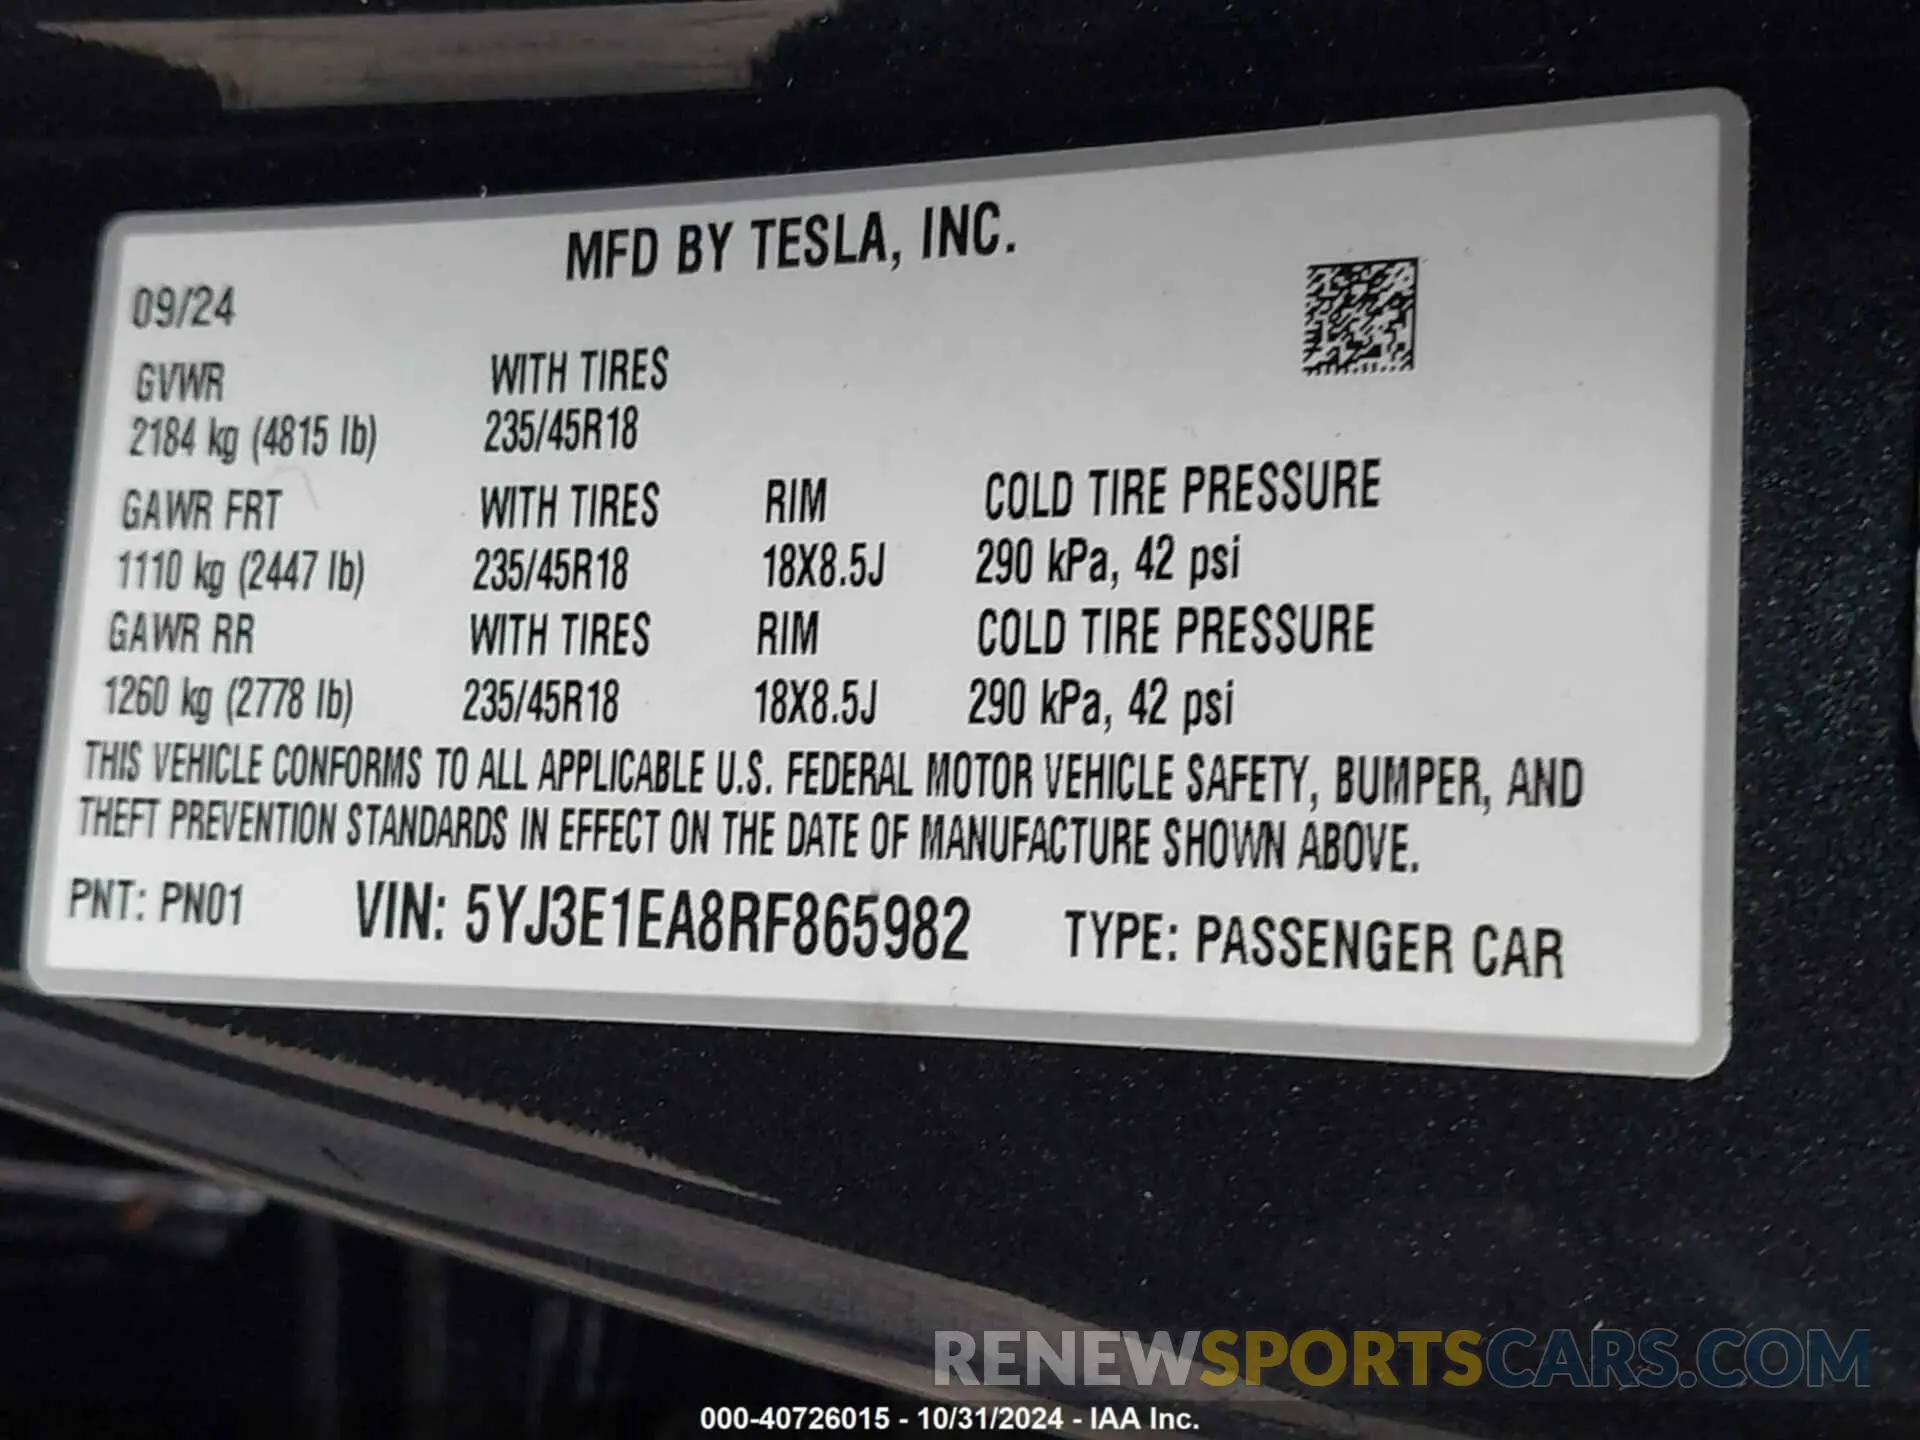 MFD BY TESLA, INC.
09/24
GVWR WITH TIRES
2184 kg (4815 lb) 235/45R18
GAWR FRT WITH TIRES RIM COLD TIRE PRESSURE
1110 kg (2447 lb) 235/45R18 18X8.5J 290 kPa, 42 psi
GAWR RR WITH TIRES RIM COLD TIRE PRESSURE
1260 kg (2778 lb) 235/45R18 18X8.5J 290 kPa, 42 psi
THIS VEHICLE CONFORMS TO ALL APPLICABLE U.S. FEDERAL MOTOR VEHICLE SAFETY, BUMPER, AND
THEFT PREVENTION STANDARDS IN EFFECT ON THE DATE OF MANUFACTURE SHOWN ABOVE.
PNT: PN01 VIN: 5YJ3E1EA8RF865982 TYPE: PASSENGER CAR
RENEWSPORTSCARS.COM
000-40726015 - 10/31/2024 - IAA Inc.